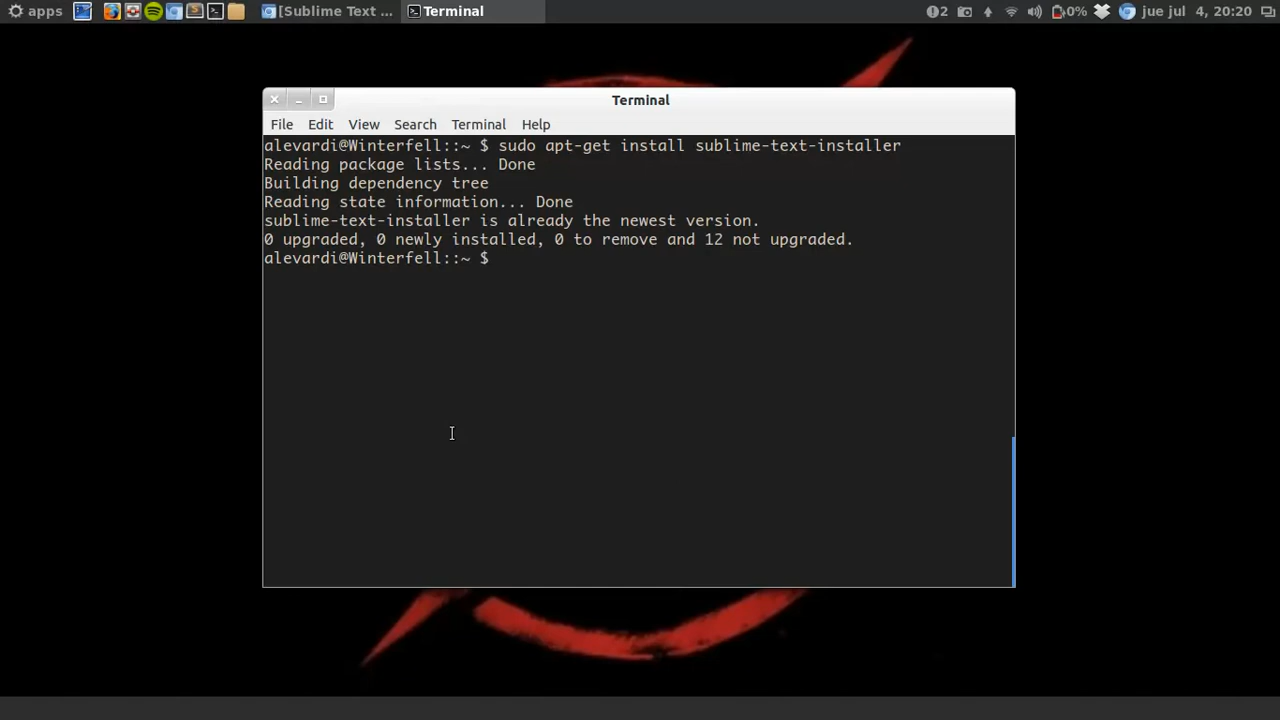 apps [Sublime Text ... Terminal 2 0% jue jul 4, 20:20
Terminal
File Edit View Search Terminal Help
alevardi@Winterfell::~ $ sudo apt-get install sublime-text-installer
Reading package lists... Done
Building dependency tree
Reading state information... Done
sublime-text-installer is already the newest version.
0 upgraded, 0 newly installed, 0 to remove and 12 not upgraded.
alevardi@Winterfell::~ $